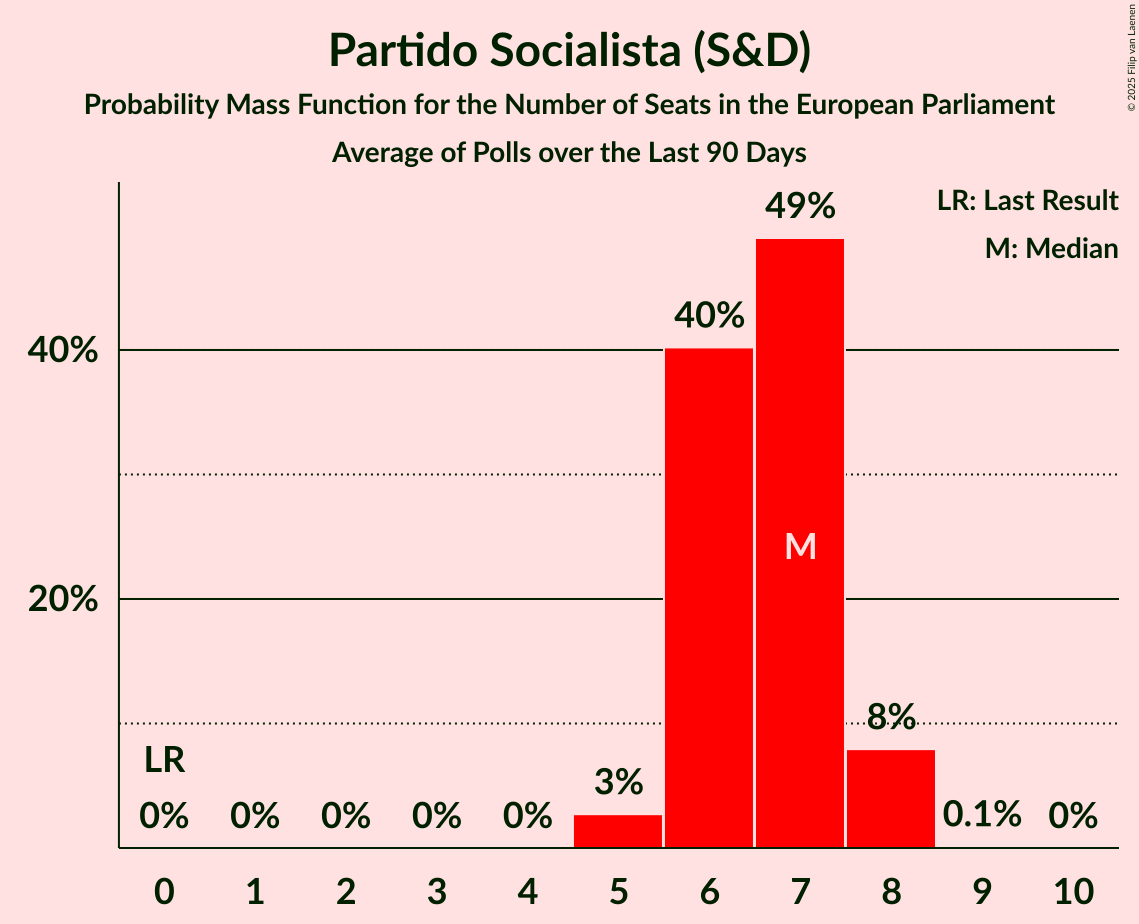 Partido Socialista (S&D)
Probability Mass Function for the Number of Seats in the European Parliament
Average of Polls over the Last 90 Days
© 2025 Filip van Laenen
LR: Last Result
M: Median
49%
40%
40%
M
20%
8%
LR
3%
0% 0% 0% 0% 0% 0.1% 0%
0 1 2 3 4 5 6 7 8 9 10